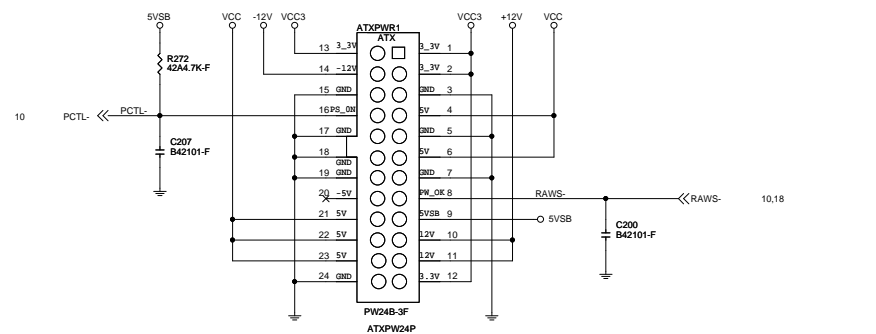 5VSB VCC -12V VCC3 VCC3 +12V VCC
ATXPWR1
ATX
R272
42A4.7K-F
10 PCTL- PCTL-
C207
B42101-F
13 3_3V 3_3V 1
14 -12V 3_3V 2
15 GND GND 3
16 PS_ON 5V 4
17 GND GND 5
18 GND 5V 6
19 GND GND 7
20 -5V PW_OK 8 RAWS- RAWS- 10,18
21 5V 5VSB 9 5VSB
22 5V 12V 10
23 5V 12V 11
24 GND 3.3V 12
C200
B42101-F
PW24B-3F
ATXPW24P